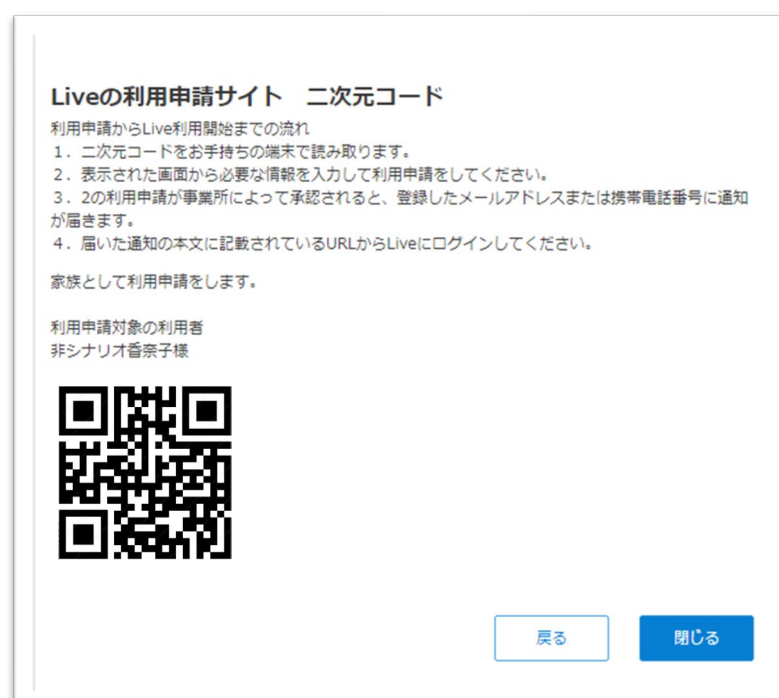 Liveの利用申請サイト　二次元コード
利用申請からLive利用開始までの流れ
１．二次元コードをお手持ちの端末で読み取ります。
２．表示された画面から必要な情報を入力して利用申請をしてください。
３．2の利用申請が事業所によって承認されると、登録したメールアドレスまたは携帯電話番号に通知
が届きます。
４．届いた通知の本文に記載されているURLからLiveにログインしてください。
家族として利用申請をします。
利用申請対象の利用者
非シナリオ香奈子様
戻る
閉じる